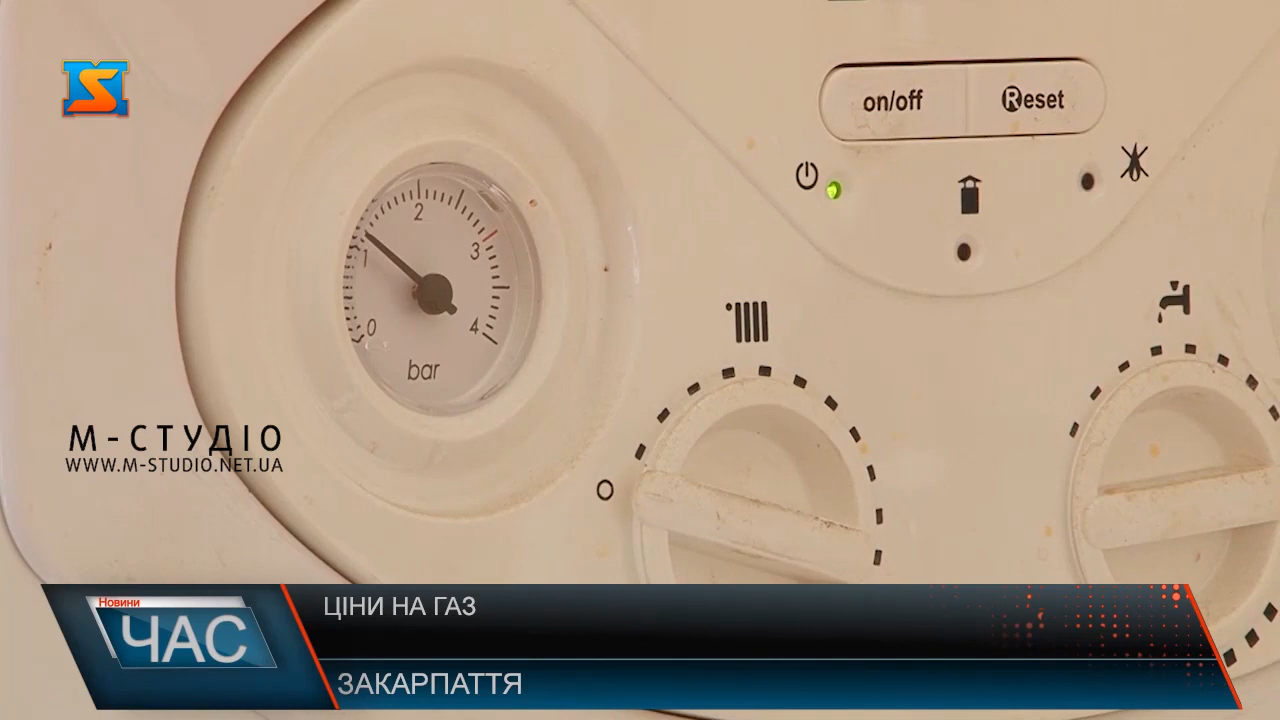 on/off Reset
2
1 3
0 4
bar
М-СТУДІО
WWW.M-STUDIO.NET.UA
Новини
ЧАС
ЦІНИ НА ГАЗ
ЗАКАРПАТТЯ